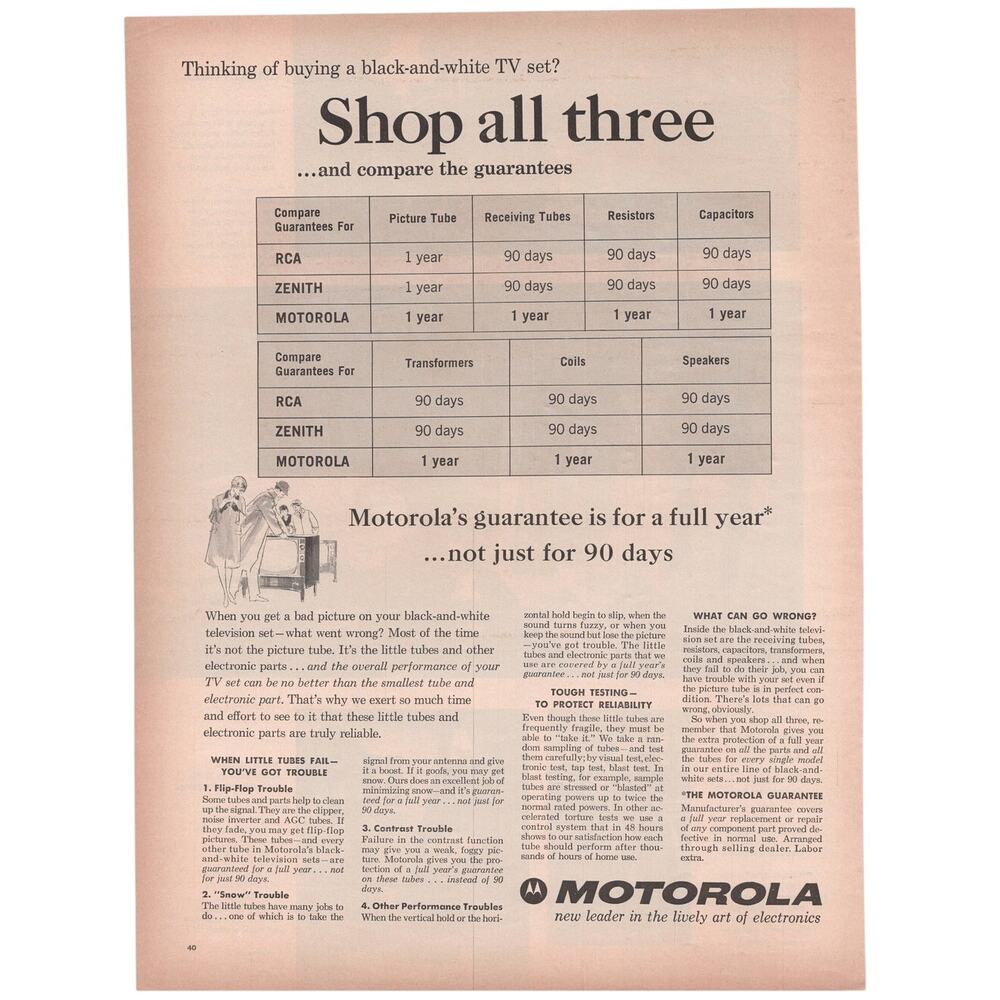 Thinking of buying a black-and-white TV set?
Shop all three
...and compare the guarantees
Compare Guarantees For Picture Tube Receiving Tubes Resistors Capacitors
RCA 1 year 90 days 90 days 90 days
ZENITH 1 year 90 days 90 days 90 days
MOTOROLA 1 year 1 year 1 year 1 year
Compare Guarantees For Transformers Coils Speakers
RCA 90 days 90 days 90 days
ZENITH 90 days 90 days 90 days
MOTOROLA 1 year 1 year 1 year
Motorola's guarantee is for a full year*
...not just for 90 days
When you get a bad picture on your black-and-white
television set—what went wrong? Most of the time
it's not the picture tube. It's the little tubes and other
electronic parts ... and the overall performance of your
TV set can be no better than the smallest tube and
electronic part. That's why we exert so much time
and effort to see to it that these little tubes and
electronic parts are truly reliable.
WHEN LITTLE TUBES FAIL—
YOU'VE GOT TROUBLE
1. Flip-Flop Trouble
Some tubes and parts help to clean
up the signal. They are the clipper,
noise inverter and AGC tubes. If
they fade, you may get flip-flop
pictures. These tubes—and every
other tube in Motorola's black-
and-white television sets—are
guaranteed for a full year... not
for just 90 days.
2. "Snow" Trouble
The little tubes have many jobs to
do... one of which is to take the
signal from your antenna and give
it a boost. If it goofs, you may get
snow. Ours does an excellent job of
minimizing snow—and it's guaran-
teed for a full year ... not just for
90 days.
3. Contrast Trouble
Failure in the contrast function
may give you a weak, foggy pic-
ture. Motorola gives you the pro-
tection of a full year's guarantee
on these tubes ... instead of 90
days.
4. Other Performance Troubles
When the vertical hold or the hori-
zontal hold begin to slip, when the
sound turns fuzzy, or when you
keep the sound but lose the picture
—you've got trouble. The little
tubes and electronic parts that we
use are covered by a full year's
guarantee ... not just for 90 days.
TOUGH TESTING—
TO PROTECT RELIABILITY
Even though these little tubes are
frequently fragile, they must be
able to "take it." We take a ran-
dom sampling of tubes—and test
them carefully; by visual test, elec-
tronic test, tap test, blast test. In
blast testing, for example, sample
tubes are stressed or "blasted" at
operating powers up to twice the
normal rated powers. In other ac-
celerated torture tests we use a
control system that in 48 hours
shows to our satisfaction how each
tube should perform after thou-
sands of hours of home use.
WHAT CAN GO WRONG?
Inside the black-and-white televi-
sion set are the receiving tubes,
resistors, capacitors, transformers,
coils and speakers... and when
they fail to do their job, you can
have trouble with your set even if
the picture tube is in perfect con-
dition. There's lots that can go
wrong, obviously.
So when you shop all three, re-
member that Motorola gives you
the extra protection of a full year
guarantee on all the parts and all
the tubes for every single model
in our entire line of black-and-
white sets...not just for 90 days.
*THE MOTOROLA GUARANTEE
Manufacturer's guarantee covers
a full year replacement or repair
of any component part proved de-
fective in normal use. Arranged
through selling dealer. Labor
extra.
MOTOROLA
new leader in the lively art of electronics
40